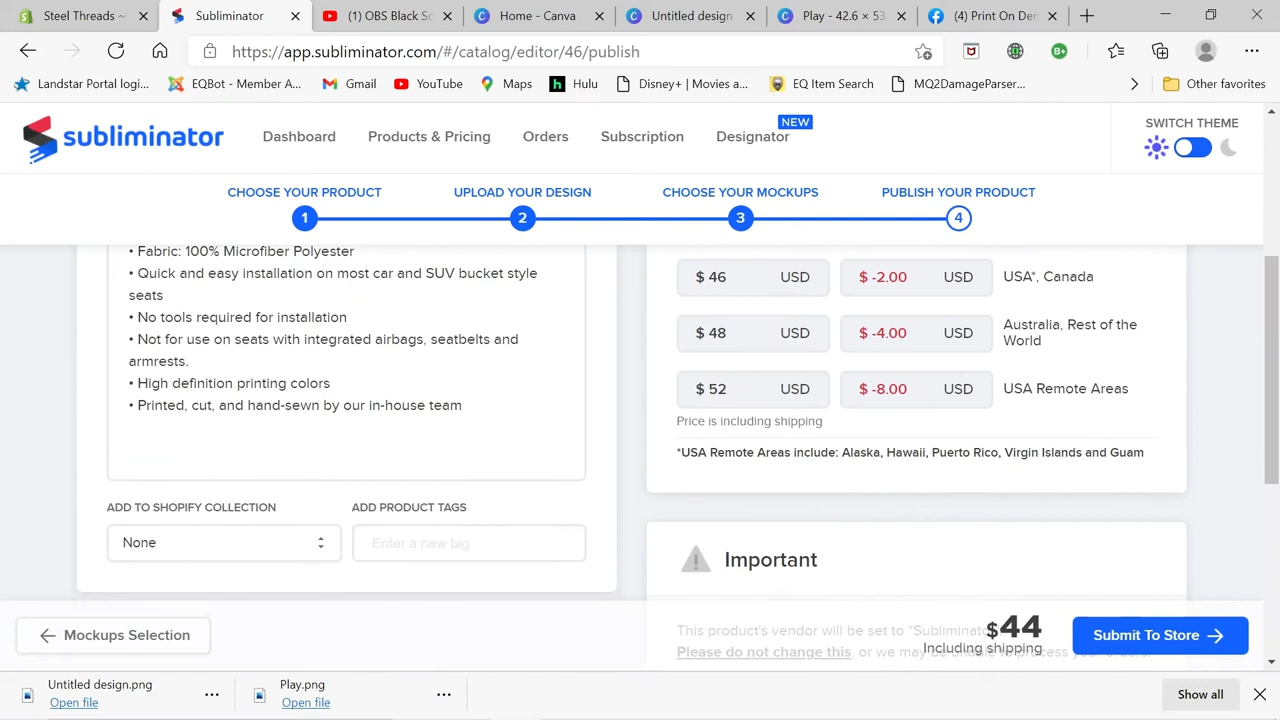 Steel Threads
Subliminator
(1) OBS Black Sc
Home - Canva
Untitled design
Play - 42.6 × 53.
(4) Print On Den
https://app.subliminator.com/#/catalog/editor/46/publish
Landstar Portal logi...
EQBot - Member A...
Gmail
YouTube
Maps
Hulu
Disney+ | Movies a...
EQ Item Search
MQ2DamageParser...
Other favorites
subliminator
Dashboard
Products & Pricing
Orders
Subscription
Designator
NEW
SWITCH THEME
CHOOSE YOUR PRODUCT
UPLOAD YOUR DESIGN
CHOOSE YOUR MOCKUPS
PUBLISH YOUR PRODUCT
1
2
3
4
• Fabric: 100% Microfiber Polyester
• Quick and easy installation on most car and SUV bucket style
seats
• No tools required for installation
• Not for use on seats with integrated airbags, seatbelts and
armrests.
• High definition printing colors
• Printed, cut, and hand-sewn by our in-house team
ADD TO SHOPIFY COLLECTION
None
ADD PRODUCT TAGS
Enter a new tag
$ 46 USD $ -2.00 USD USA*, Canada
$ 48 USD $ -4.00 USD Australia, Rest of the
World
$ 52 USD $ -8.00 USD USA Remote Areas
Price is including shipping
*USA Remote Areas include: Alaska, Hawaii, Puerto Rico, Virgin Islands and Guam
Important
This product's vendor will be set to "Sublimina
Please do not change this, or we may be
Mockups Selection
$44
Including shipping
Submit To Store
Untitled design.png
Open file
Play.png
Open file
Show all